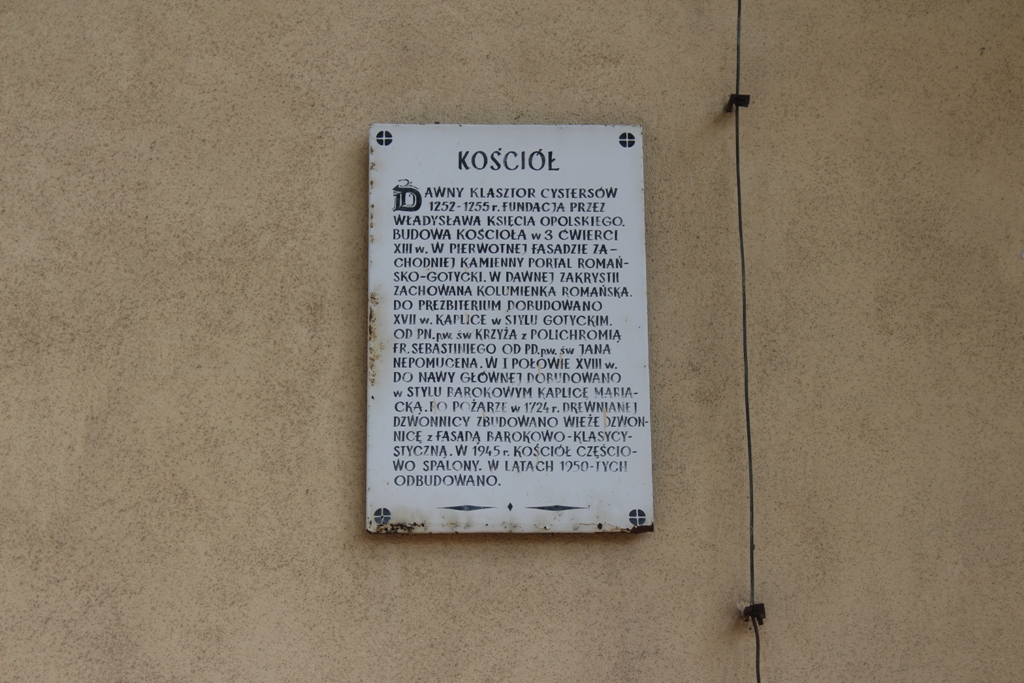 KOŚCIÓŁ
DAWNY KLASZTOR CYSTERSÓW
1252-1255 r. FUNDACJA PRZEZ
WŁADYSŁAWA KSIĘCIA OPOLSKIEGO.
BUDOWA KOŚCIOŁA w 3 ĆWIERCI
XIII w. W PIERWOTNEJ FASADZIE ZA-
CHODNIEJ KAMIENNY PORTAL ROMAŃ-
SKO-GOTYCKI. W DAWNEJ ZAKRYSTII
ZACHOWANA KOLUMIENKA ROMAŃSKA.
DO PREZBITERIUM DOBUDOWANO
XVII w. KAPLICE w STYLU GOTYCKIM.
OD PN. p.w. św KRZYŻA z POLICHROMIĄ
FR. SEBASTINIEGO OD PD. p.w. św JANA
NEPOMUCENA. W I POŁOWIE XVIII w.
DO NAWY GŁÓWNEJ DOBUDOWANO
w STYLU BAROKOWYM KAPLICE MARIA-
CKĄ. PO POŻARZE w 1724 r. DREWNIANEJ
DZWONNICY ZBUDOWANO WIEŻE DZWON-
NICĘ z FASADĄ BAROKOWO-KLASYCY-
STYCZNĄ. W 1945 r. KOŚCIÓŁ CZĘŚCIO-
WO SPALONY. W LATACH 1950-TYCH
ODBUDOWANO.